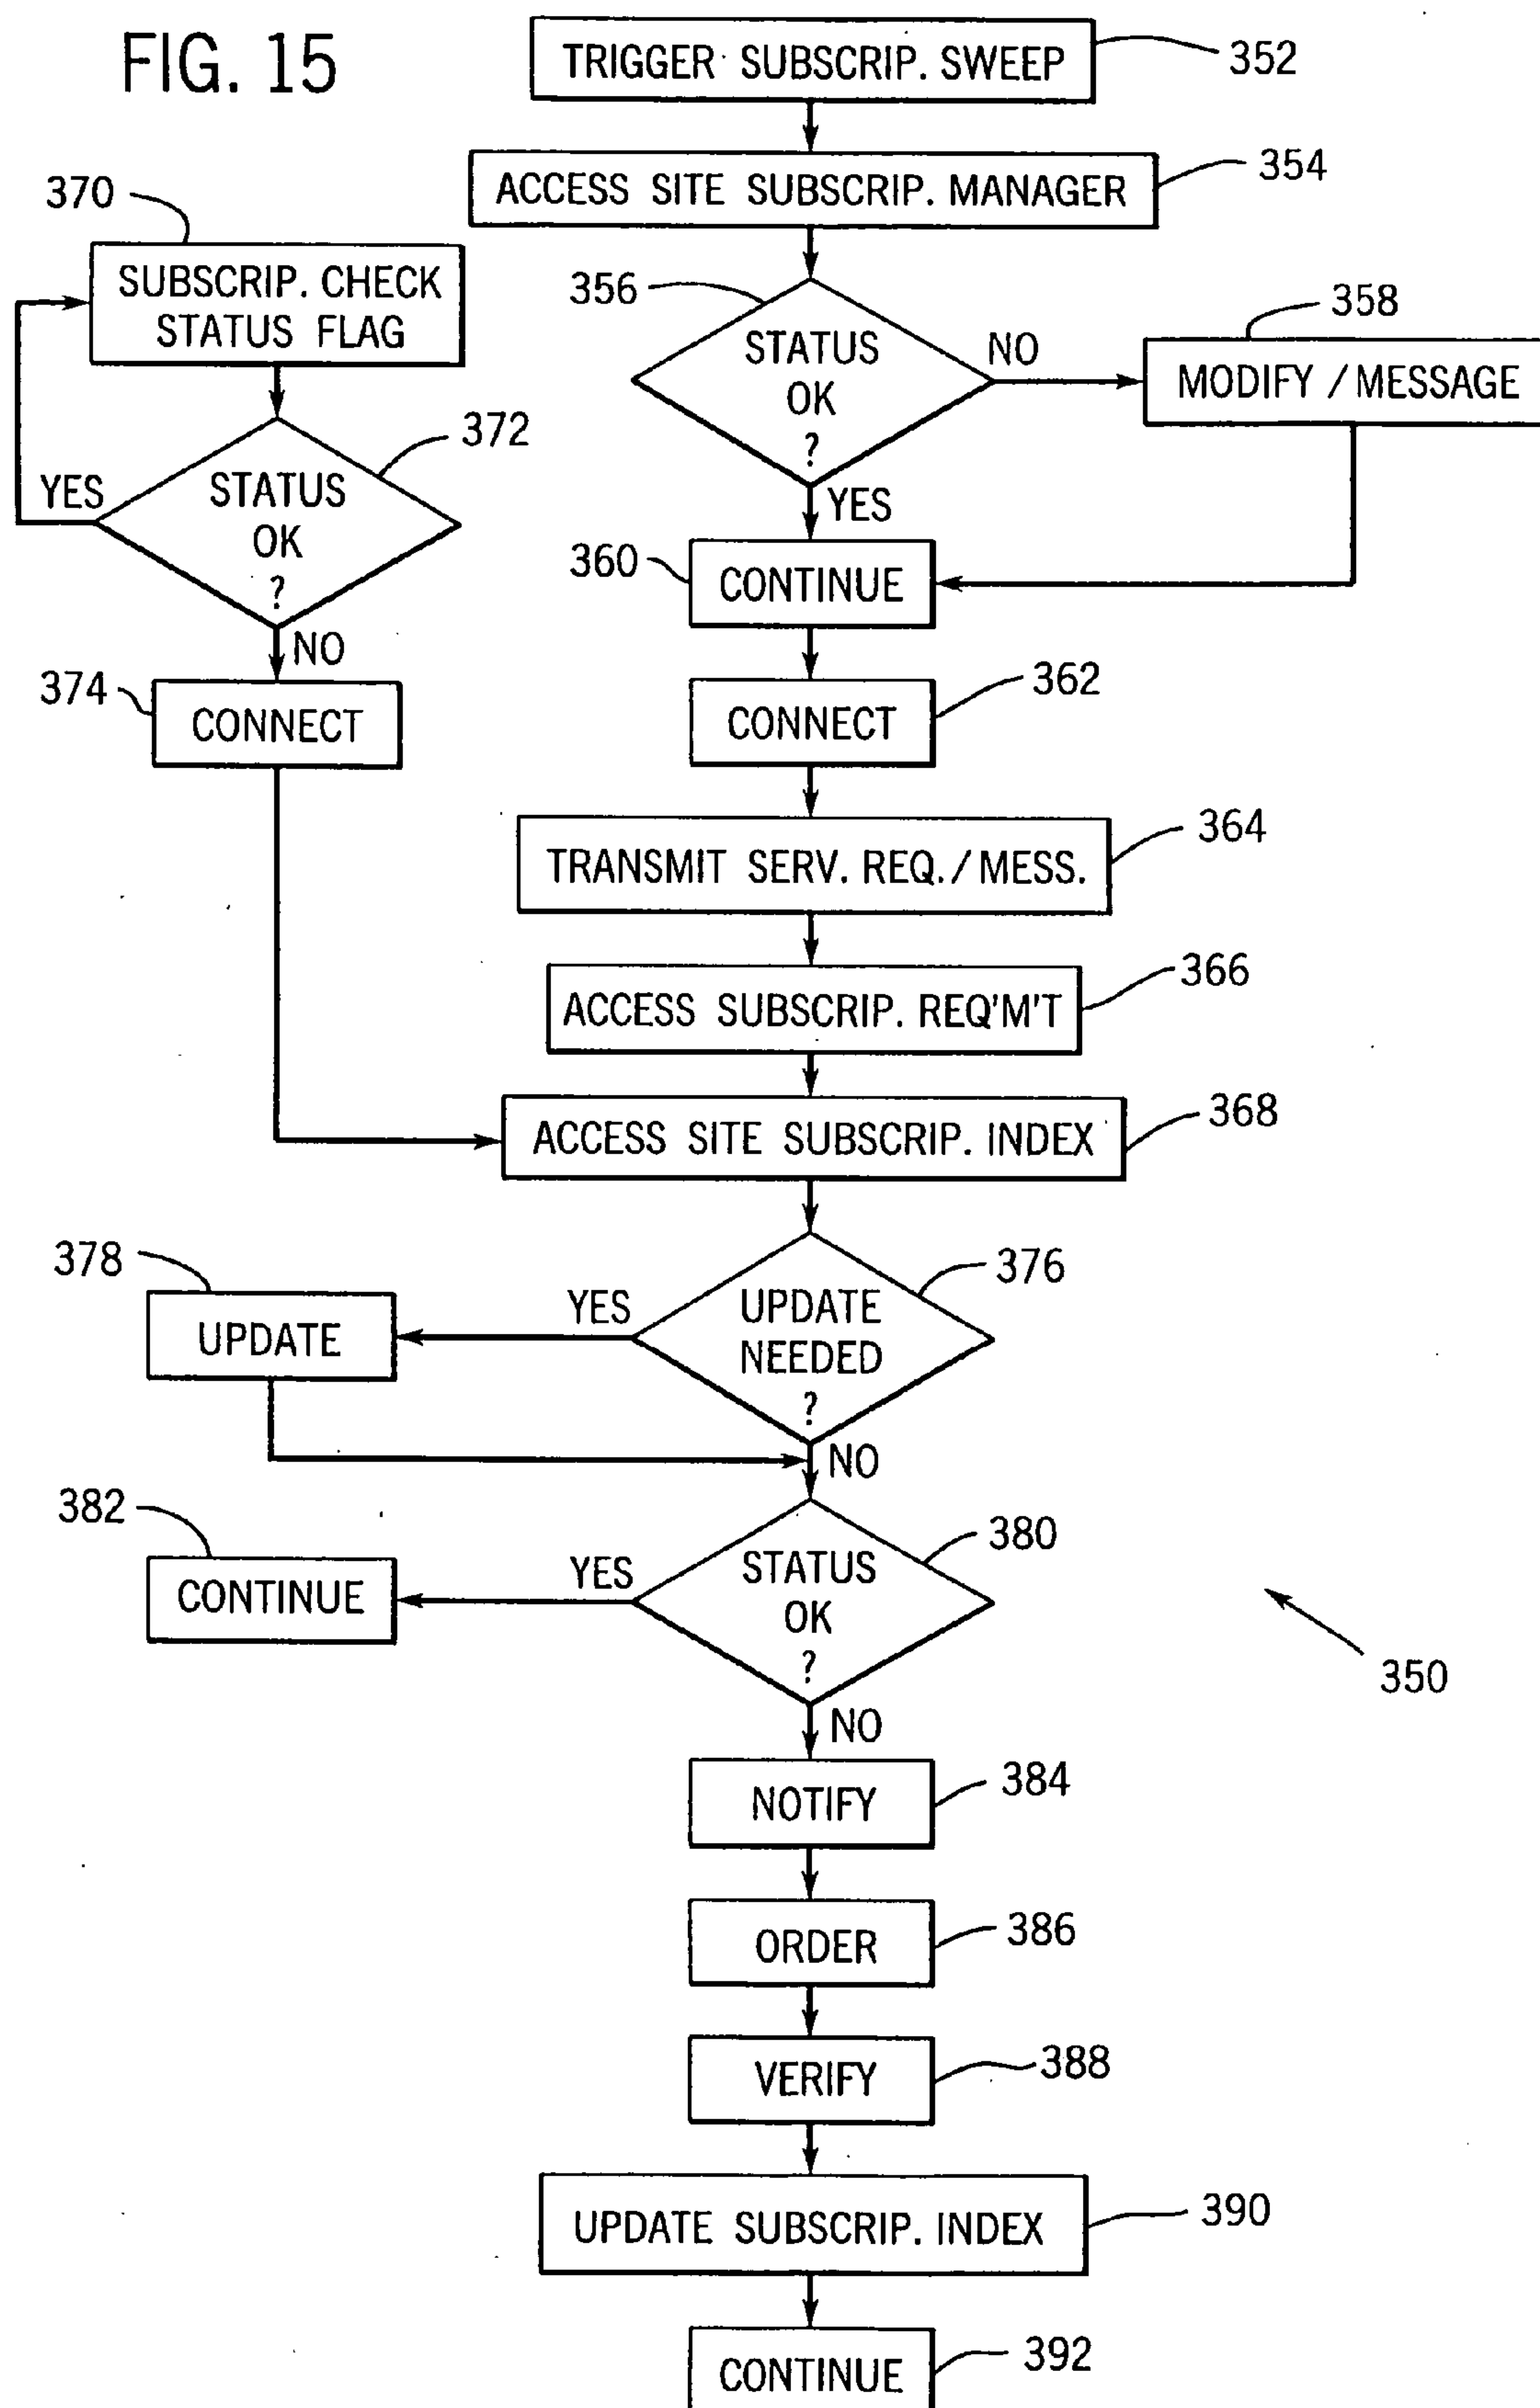 FIG. 15
TRIGGER SUBSCRIP. SWEEP
352
ACCESS SITE SUBSCRIP. MANAGER
354
370
SUBSCRIP. CHECK
STATUS FLAG
356
STATUS
OK
?
NO
358
MODIFY / MESSAGE
372
STATUS
OK
?
YES
YES
360
CONTINUE
NO
374
CONNECT
362
CONNECT
364
TRANSMIT SERV. REQ. / MESS.
366
ACCESS SUBSCRIP. REQ'M'T
368
ACCESS SITE SUBSCRIP. INDEX
378
UPDATE
YES
376
UPDATE
NEEDED
?
NO
382
CONTINUE
YES
380
STATUS
OK
?
350
NO
384
NOTIFY
386
ORDER
388
VERIFY
390
UPDATE SUBSCRIP. INDEX
392
CONTINUE